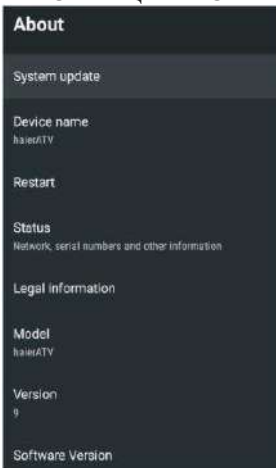 About
System update
Device name
haierATV
Restart
Status
Network, serial numbers and other information
Legal information
Model
haierATV
Version
9
Software Version